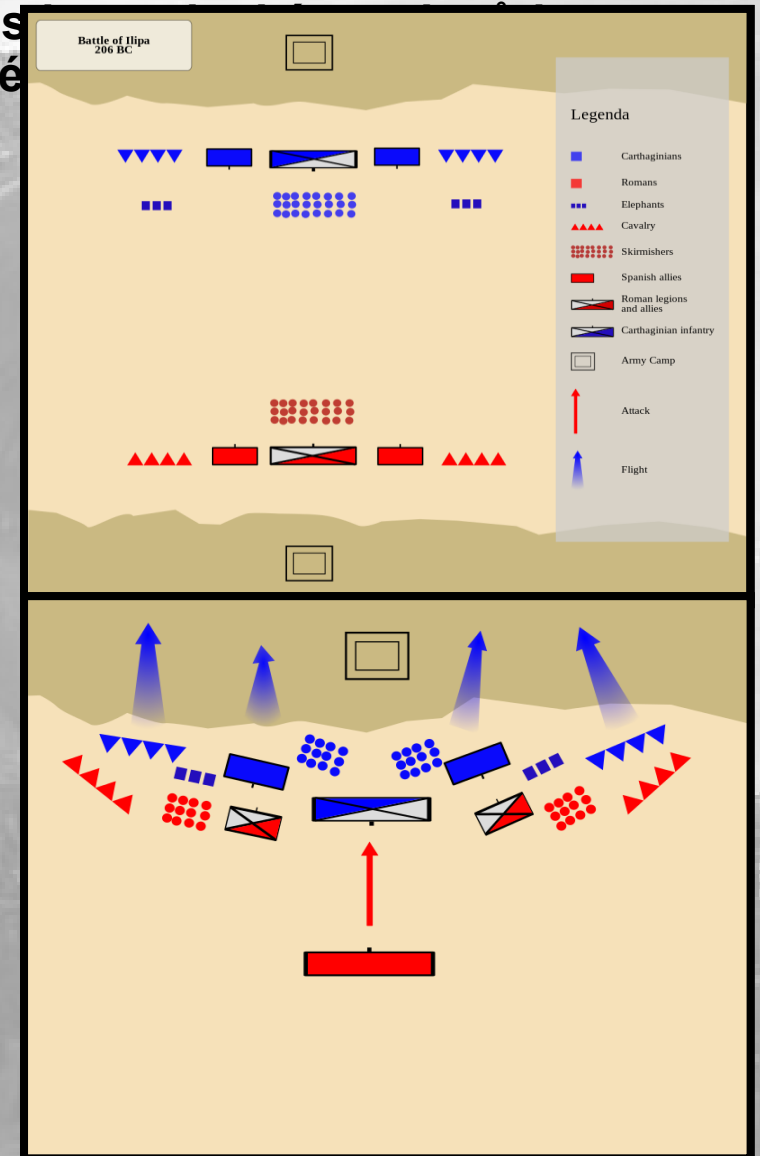 Battle of Ilipa
206 BC
Legenda
Carthaginians
Romans
Elephants
Cavalry
Skirmishers
Spanish allies
Roman legions
and allies
Carthaginian infantry
Army Camp
Attack
Flight